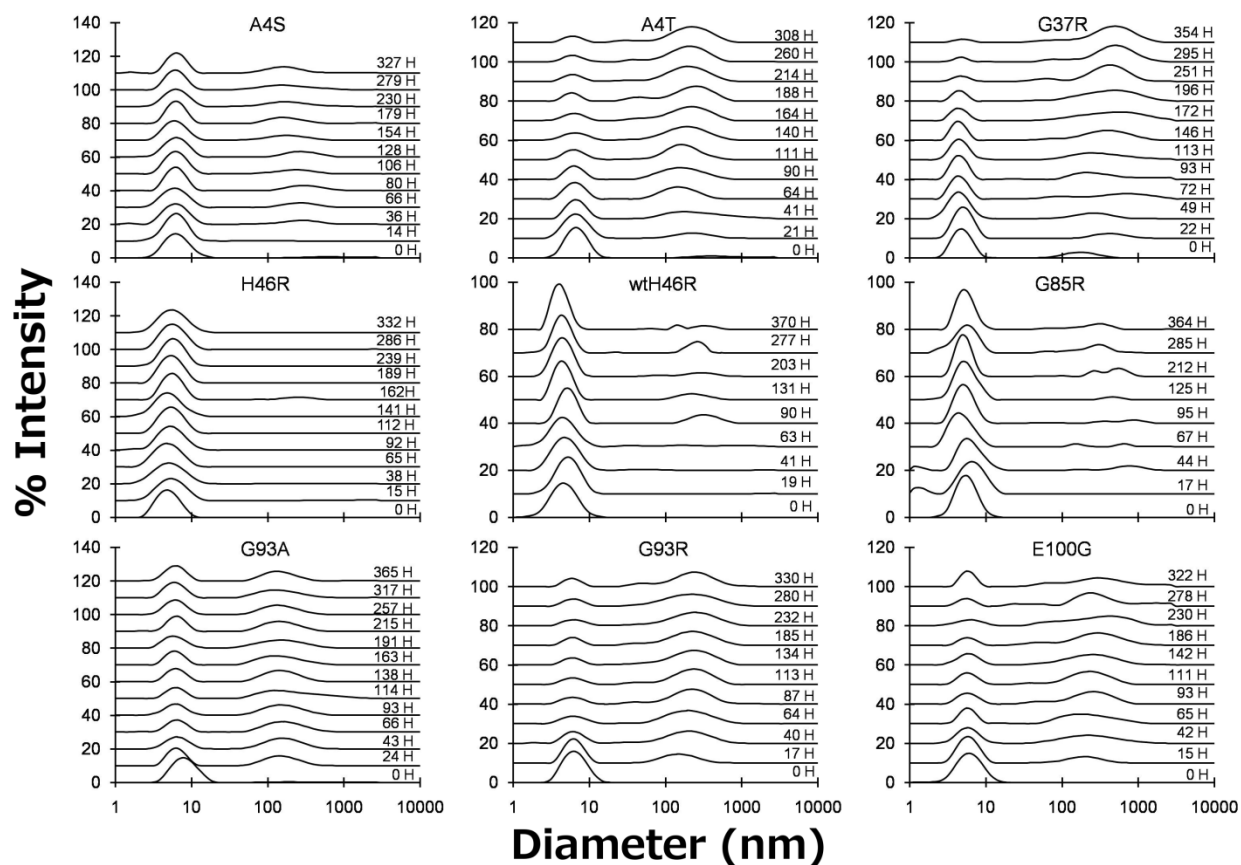 % Intensity
A4S
140
120
100
80
60
40
20
0
327 H
279 H
230 H
179 H
154 H
128 H
106 H
80 H
66 H
36 H
14 H
0 H
A4T
120
100
80
60
40
20
0
308 H
260 H
214 H
188 H
164 H
140 H
111 H
90 H
64 H
41 H
21 H
0 H
G37R
120
100
80
60
40
20
0
354 H
295 H
251 H
196 H
172 H
146 H
113 H
93 H
72 H
49 H
22 H
0 H
H46R
140
120
100
80
60
40
20
0
332 H
286 H
239 H
189 H
162H
141 H
112 H
92 H
65 H
38 H
15 H
0 H
wtH46R
100
80
60
40
20
0
370 H
277 H
203 H
131 H
90 H
63 H
41 H
19 H
0 H
G85R
100
80
60
40
20
0
364 H
285 H
212 H
125 H
95 H
67 H
44 H
17 H
0 H
G93A
140
120
100
80
60
40
20
0
365 H
317 H
257 H
215 H
191 H
163 H
138 H
114 H
93 H
66 H
43 H
24 H
0 H
1 10 100 1000 10000
G93R
120
100
80
60
40
20
0
330 H
280 H
232 H
185 H
134 H
113 H
87 H
64 H
40 H
17 H
0 H
1 10 100 1000 10000
E100G
120
100
80
60
40
20
0
322 H
278 H
230 H
186 H
142 H
111 H
93 H
65 H
42 H
15 H
0 H
1 10 100 1000 10000
Diameter (nm)